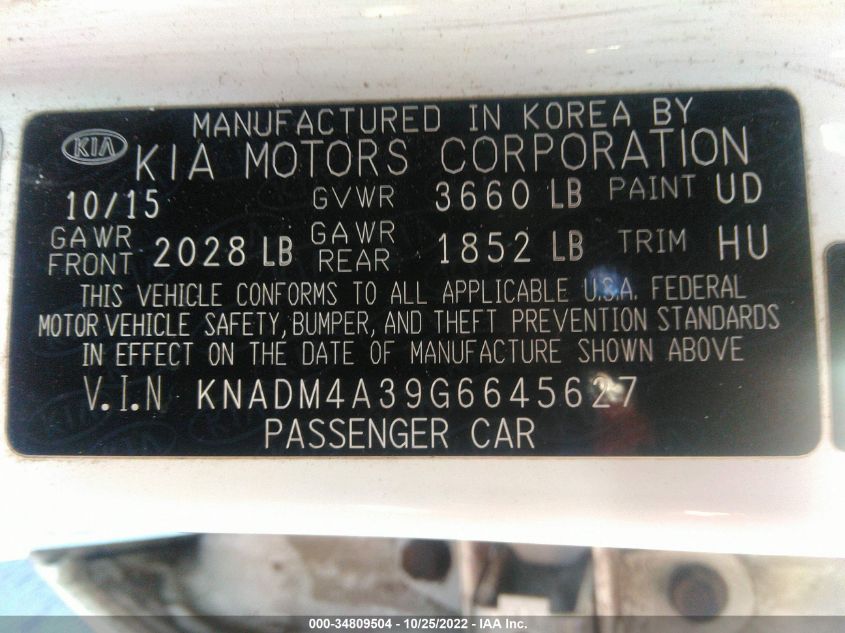 MANUFACTURED IN KOREA BY
KIA KIA MOTORS CORPORATION
10/15 GVWR 3660 LB PAINT UD
GAWR FRONT 2028 LB GAWR REAR 1852 LB TRIM HU
THIS VEHICLE CONFORMS TO ALL APPLICABLE U.S.A. FEDERAL
MOTOR VEHICLE SAFETY, BUMPER, AND THEFT PREVENTION STANDARDS
IN EFFECT ON THE DATE OF MANUFACTURE SHOWN ABOVE
V.I.N KNADM4A39G6645627
PASSENGER CAR
000-34809504 - 10/25/2022 - IAA Inc.